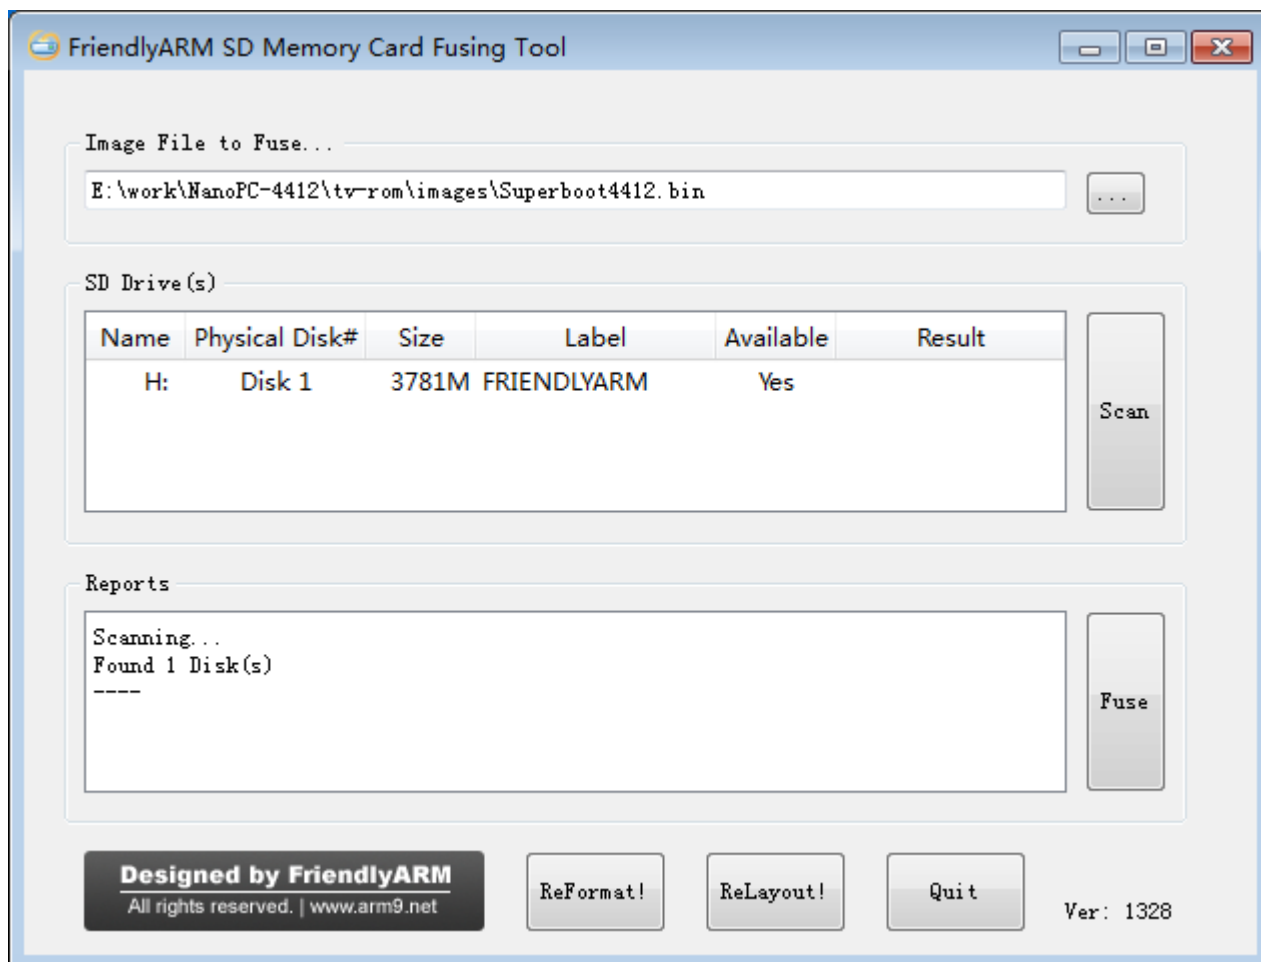 FriendlyARM SD Memory Card Fusing Tool
Image File to Fuse...
E:\work\NanoPC-4412\tv-rom\images\Superboot4412.bin
...
SD Drive(s)
Name Physical Disk# Size Label Available Result
H: Disk 1 3781M FRIENDLYARM Yes
Scan
Reports
Scanning...
Found 1 Disk(s)
----
Fuse
Designed by FriendlyARM
All rights reserved. | www.arm9.net
ReFormat!
ReLayout!
Quit
Ver: 1328